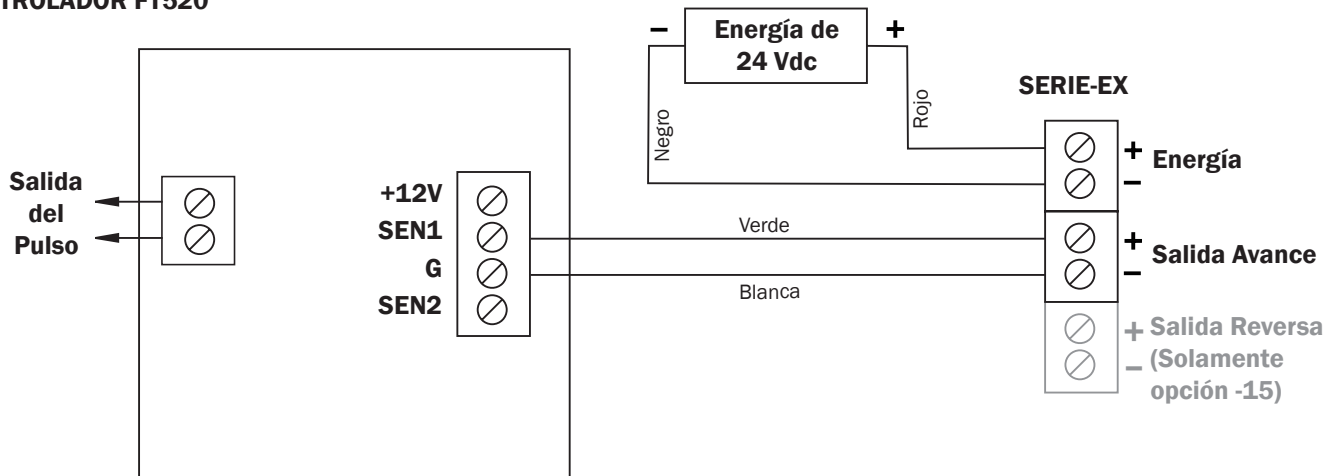 FT520
Energía de
24 Vdc
−
+
SERIE-EX
Negro
Rojo
+
−
Energía
Salida
del
Pulso
+12V
SEN1
G
SEN2
Verde
Blanca
+
−
Salida Avance
+
−
Salida Reversa
(Solamente
opción -15)